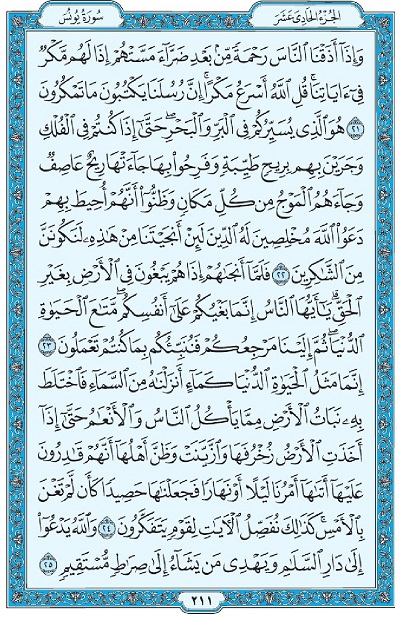 سُورَةُ يُونُسَ
الجُزْءُ الحَادِي عَشَرَ
وَإِذَآ أَذَقْنَا ٱلنَّاسَ رَحْمَةً مِّنۢ بَعْدِ ضَرَّآءَ مَسَّتْهُمْ إِذَا لَهُم مَّكْرٌ
فِىٓ ءَايَاتِنَا ۚ قُلِ ٱللَّهُ أَسْرَعُ مَكْرًا ۚ إِنَّ رُسُلَنَا يَكْتُبُونَ مَا تَمْكُرُونَ
٢١ هُوَ ٱلَّذِى يُسَيِّرُكُمْ فِى ٱلْبَرِّ وَٱلْبَحْرِ ۖ حَتَّىٰٓ إِذَا كُنتُمْ فِى ٱلْفُلْكِ
وَجَرَيْنَ بِهِم بِرِيحٍ طَيِّبَةٍ وَفَرِحُوا۟ بِهَا جَآءَتْهَا رِيحٌ عَاصِفٌ
وَجَآءَهُمُ ٱلْمَوْجُ مِن كُلِّ مَكَانٍ وَظَنُّوٓا۟ أَنَّهُمْ أُحِيطَ بِهِمْ ۙ
دَعَوُا۟ ٱللَّهَ مُخْلِصِينَ لَهُ ٱلدِّينَ لَئِنْ أَنجَيْتَنَا مِنْ هَٰذِهِۦ لَنَكُونَنَّ
مِنَ ٱلشَّٰكِرِينَ ٢٢ فَلَمَّآ أَنجَىٰهُمْ إِذَا هُمْ يَبْغُونَ فِى ٱلْأَرْضِ بِغَيْرِ
ٱلْحَقِّ ۗ يَٰٓأَيُّهَا ٱلنَّاسُ إِنَّمَا بَغْيُكُمْ عَلَىٰٓ أَنفُسِكُم ۖ مَّتَٰعَ ٱلْحَيَوٰةِ
ٱلدُّنْيَا ۖ ثُمَّ إِلَيْنَا مَرْجِعُكُمْ فَنُنَبِّئُكُم بِمَا كُنتُمْ تَعْمَلُونَ ٢٣
إِنَّمَا مَثَلُ ٱلْحَيَوٰةِ ٱلدُّنْيَا كَمَآءٍ أَنزَلْنَٰهُ مِنَ ٱلسَّمَآءِ فَٱخْتَلَطَ
بِهِۦ نَبَاتُ ٱلْأَرْضِ مِمَّا يَأْكُلُ ٱلنَّاسُ وَٱلْأَنْعَٰمُ حَتَّىٰٓ إِذَآ
أَخَذَتِ ٱلْأَرْضُ زُخْرُفَهَا وَٱزَّيَّنَتْ وَظَنَّ أَهْلُهَآ أَنَّهُمْ قَٰدِرُونَ
عَلَيْهَآ أَتَىٰهَآ أَمْرُنَا لَيْلًا أَوْ نَهَارًا فَجَعَلْنَٰهَا حَصِيدًا كَأَن لَّمْ تَغْنَ
بِٱلْأَمْسِ ۚ كَذَٰلِكَ نُفَصِّلُ ٱلْءَايَٰتِ لِقَوْمٍ يَتَفَكَّرُونَ ٢٤ وَٱللَّهُ يَدْعُوٓا۟
إِلَىٰ دَارِ ٱلسَّلَٰمِ وَيَهْدِى مَن يَشَآءُ إِلَىٰ صِرَٰطٍ مُّسْتَقِيمٍ ٢٥
٢١١